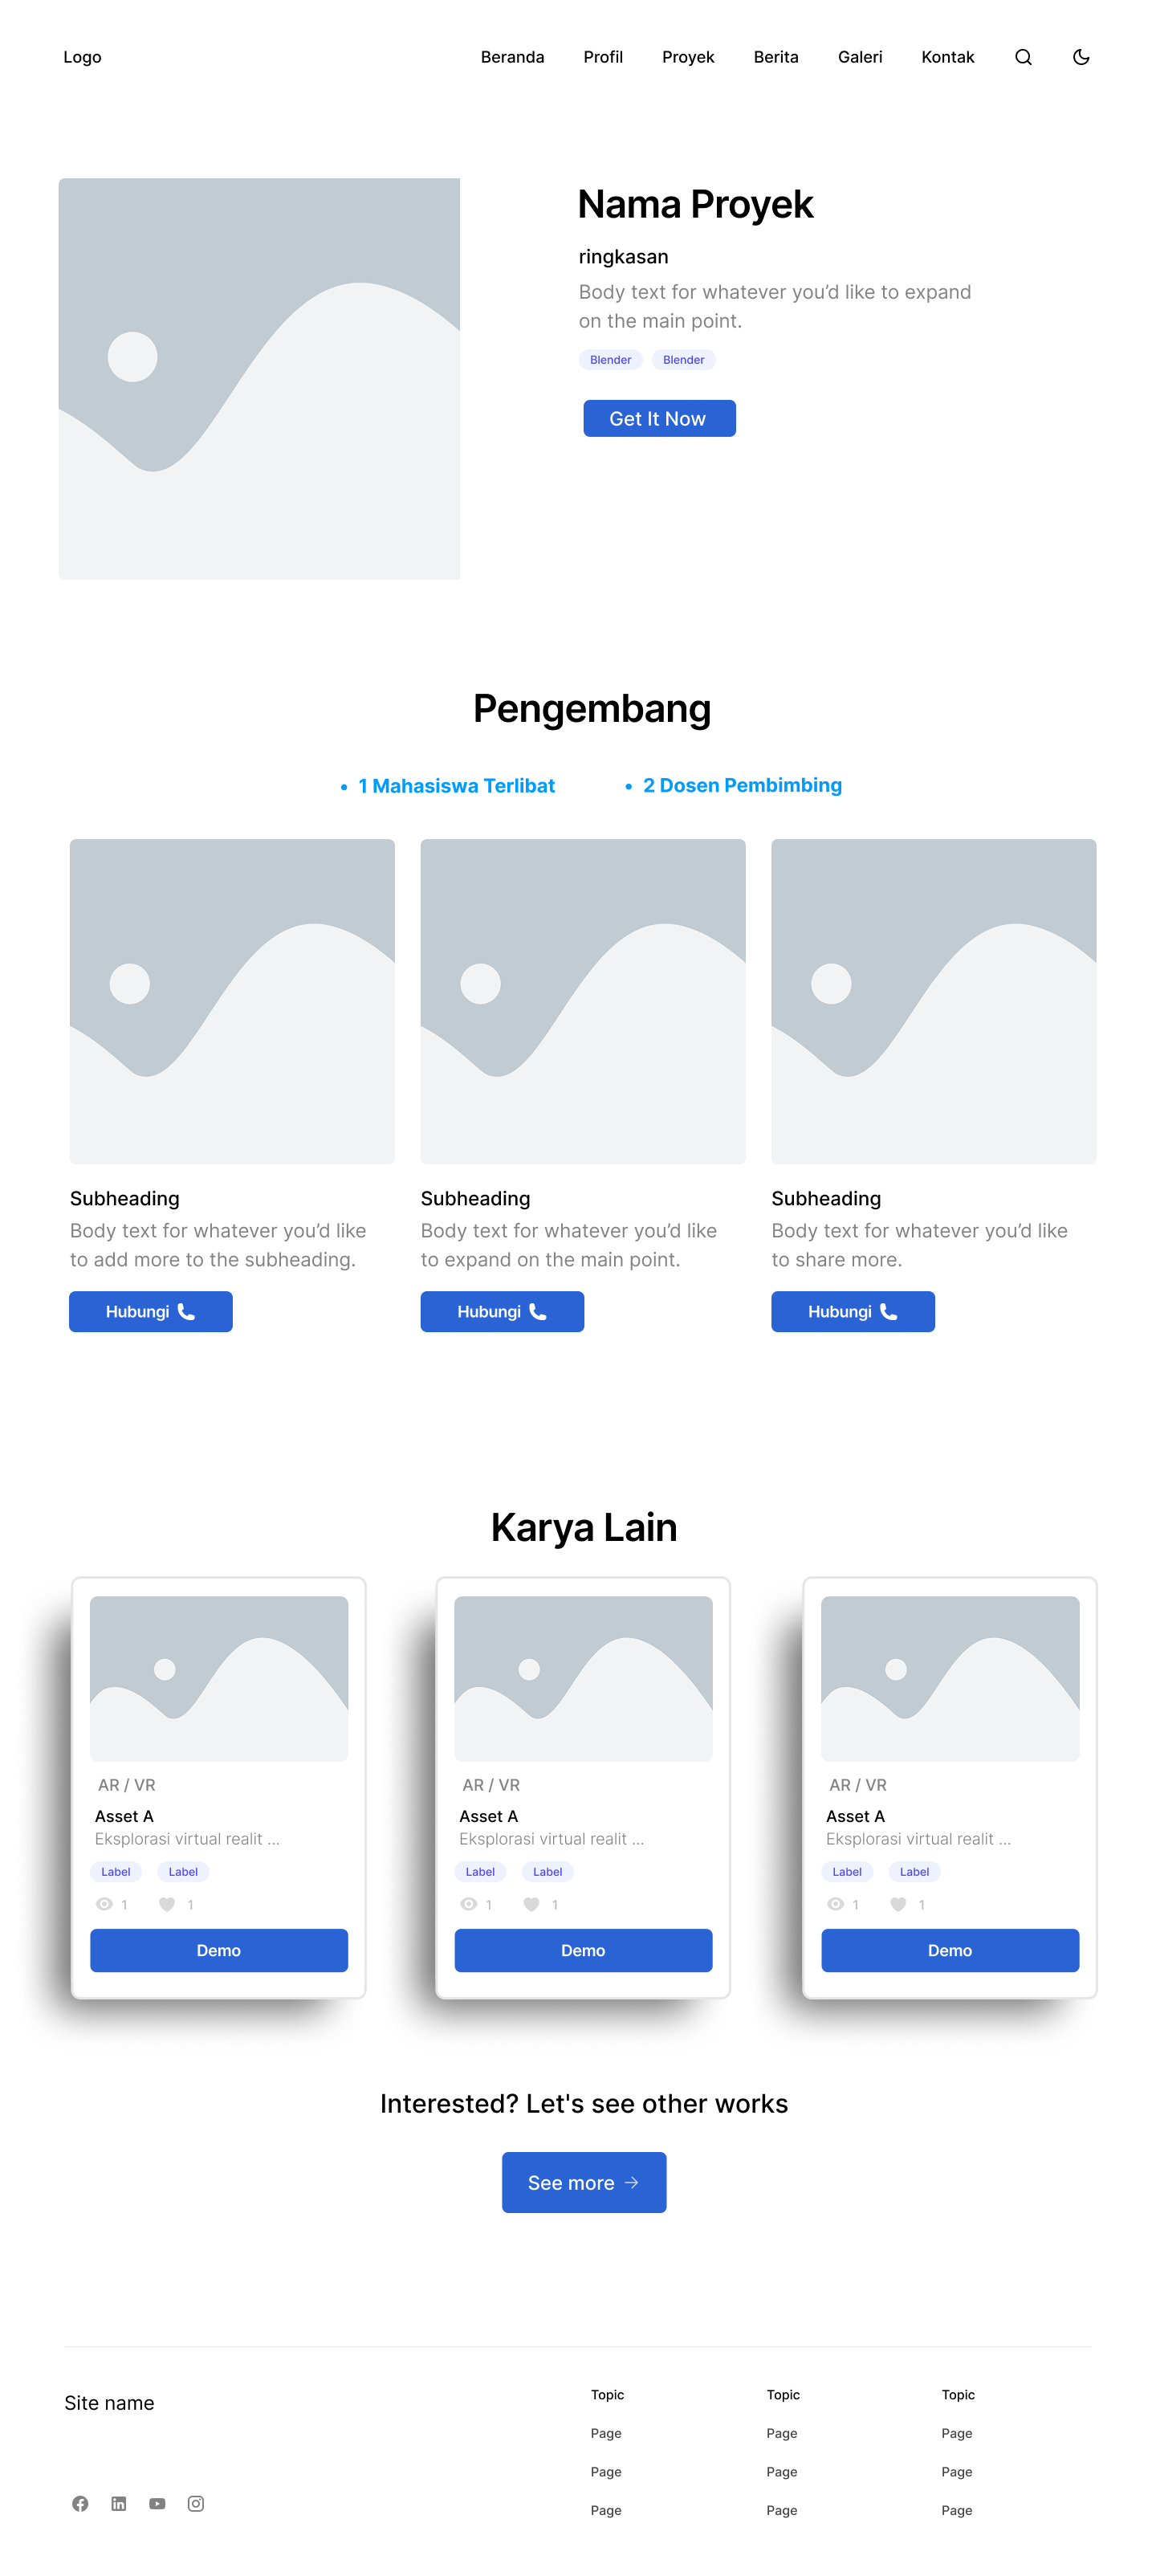 Logo
Beranda
Profil
Proyek
Berita
Galeri
Kontak
Nama Proyek
ringkasan
Body text for whatever you’d like to expand
on the main point.
Blender
Blender
Get It Now
Pengembang
• 1 Mahasiswa Terlibat
• 2 Dosen Pembimbing
Subheading
Body text for whatever you’d like
to add more to the subheading.
Hubungi
Subheading
Body text for whatever you’d like
to expand on the main point.
Hubungi
Subheading
Body text for whatever you’d like
to share more.
Hubungi
Karya Lain
AR / VR
Asset A
Eksplorasi virtual realit ...
Label
Label
1
1
Demo
AR / VR
Asset A
Eksplorasi virtual realit ...
Label
Label
1
1
Demo
AR / VR
Asset A
Eksplorasi virtual realit ...
Label
Label
1
1
Demo
Interested? Let's see other works
See more
Site name
Topic
Page
Page
Page
Topic
Page
Page
Page
Topic
Page
Page
Page